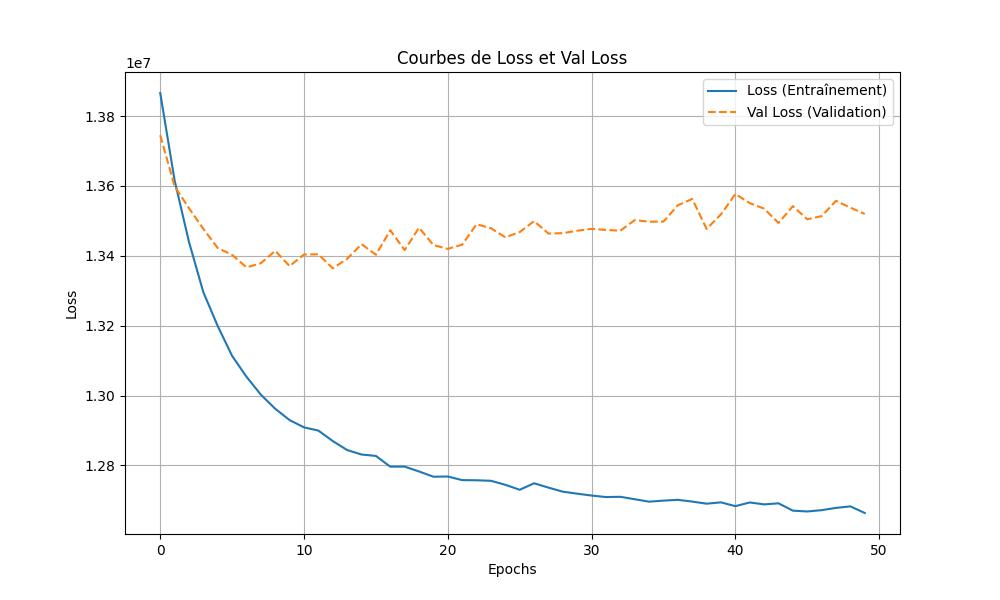 Courbes de Loss et Val Loss
1e7
Loss (Entraînement)
Val Loss (Validation)
1.38
1.36
1.34
1.32
1.30
1.28
Loss
0 10 20 30 40 50
Epochs